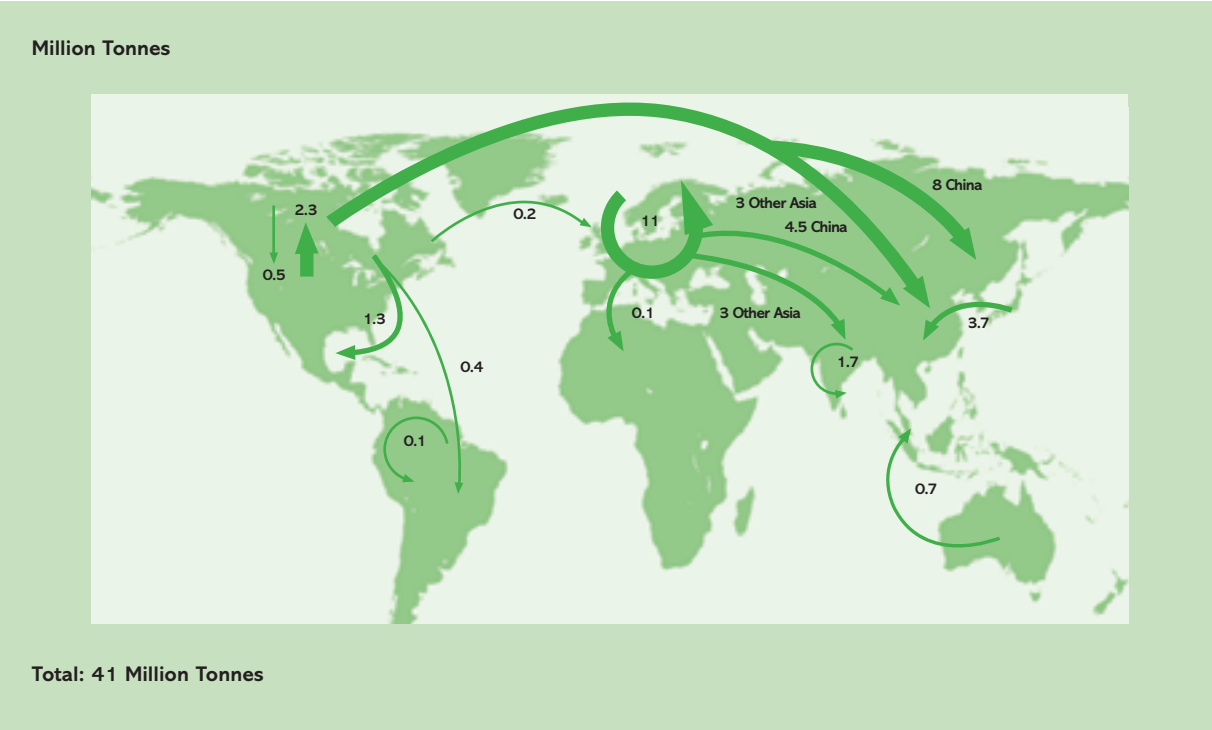 Million Tonnes
8 China
3 Other Asia
2.3
0.2
11
4.5 China
0.5
0.1
3 Other Asia
1.3
3.7
1.7
0.4
0.1
0.7
Total: 41 Million Tonnes